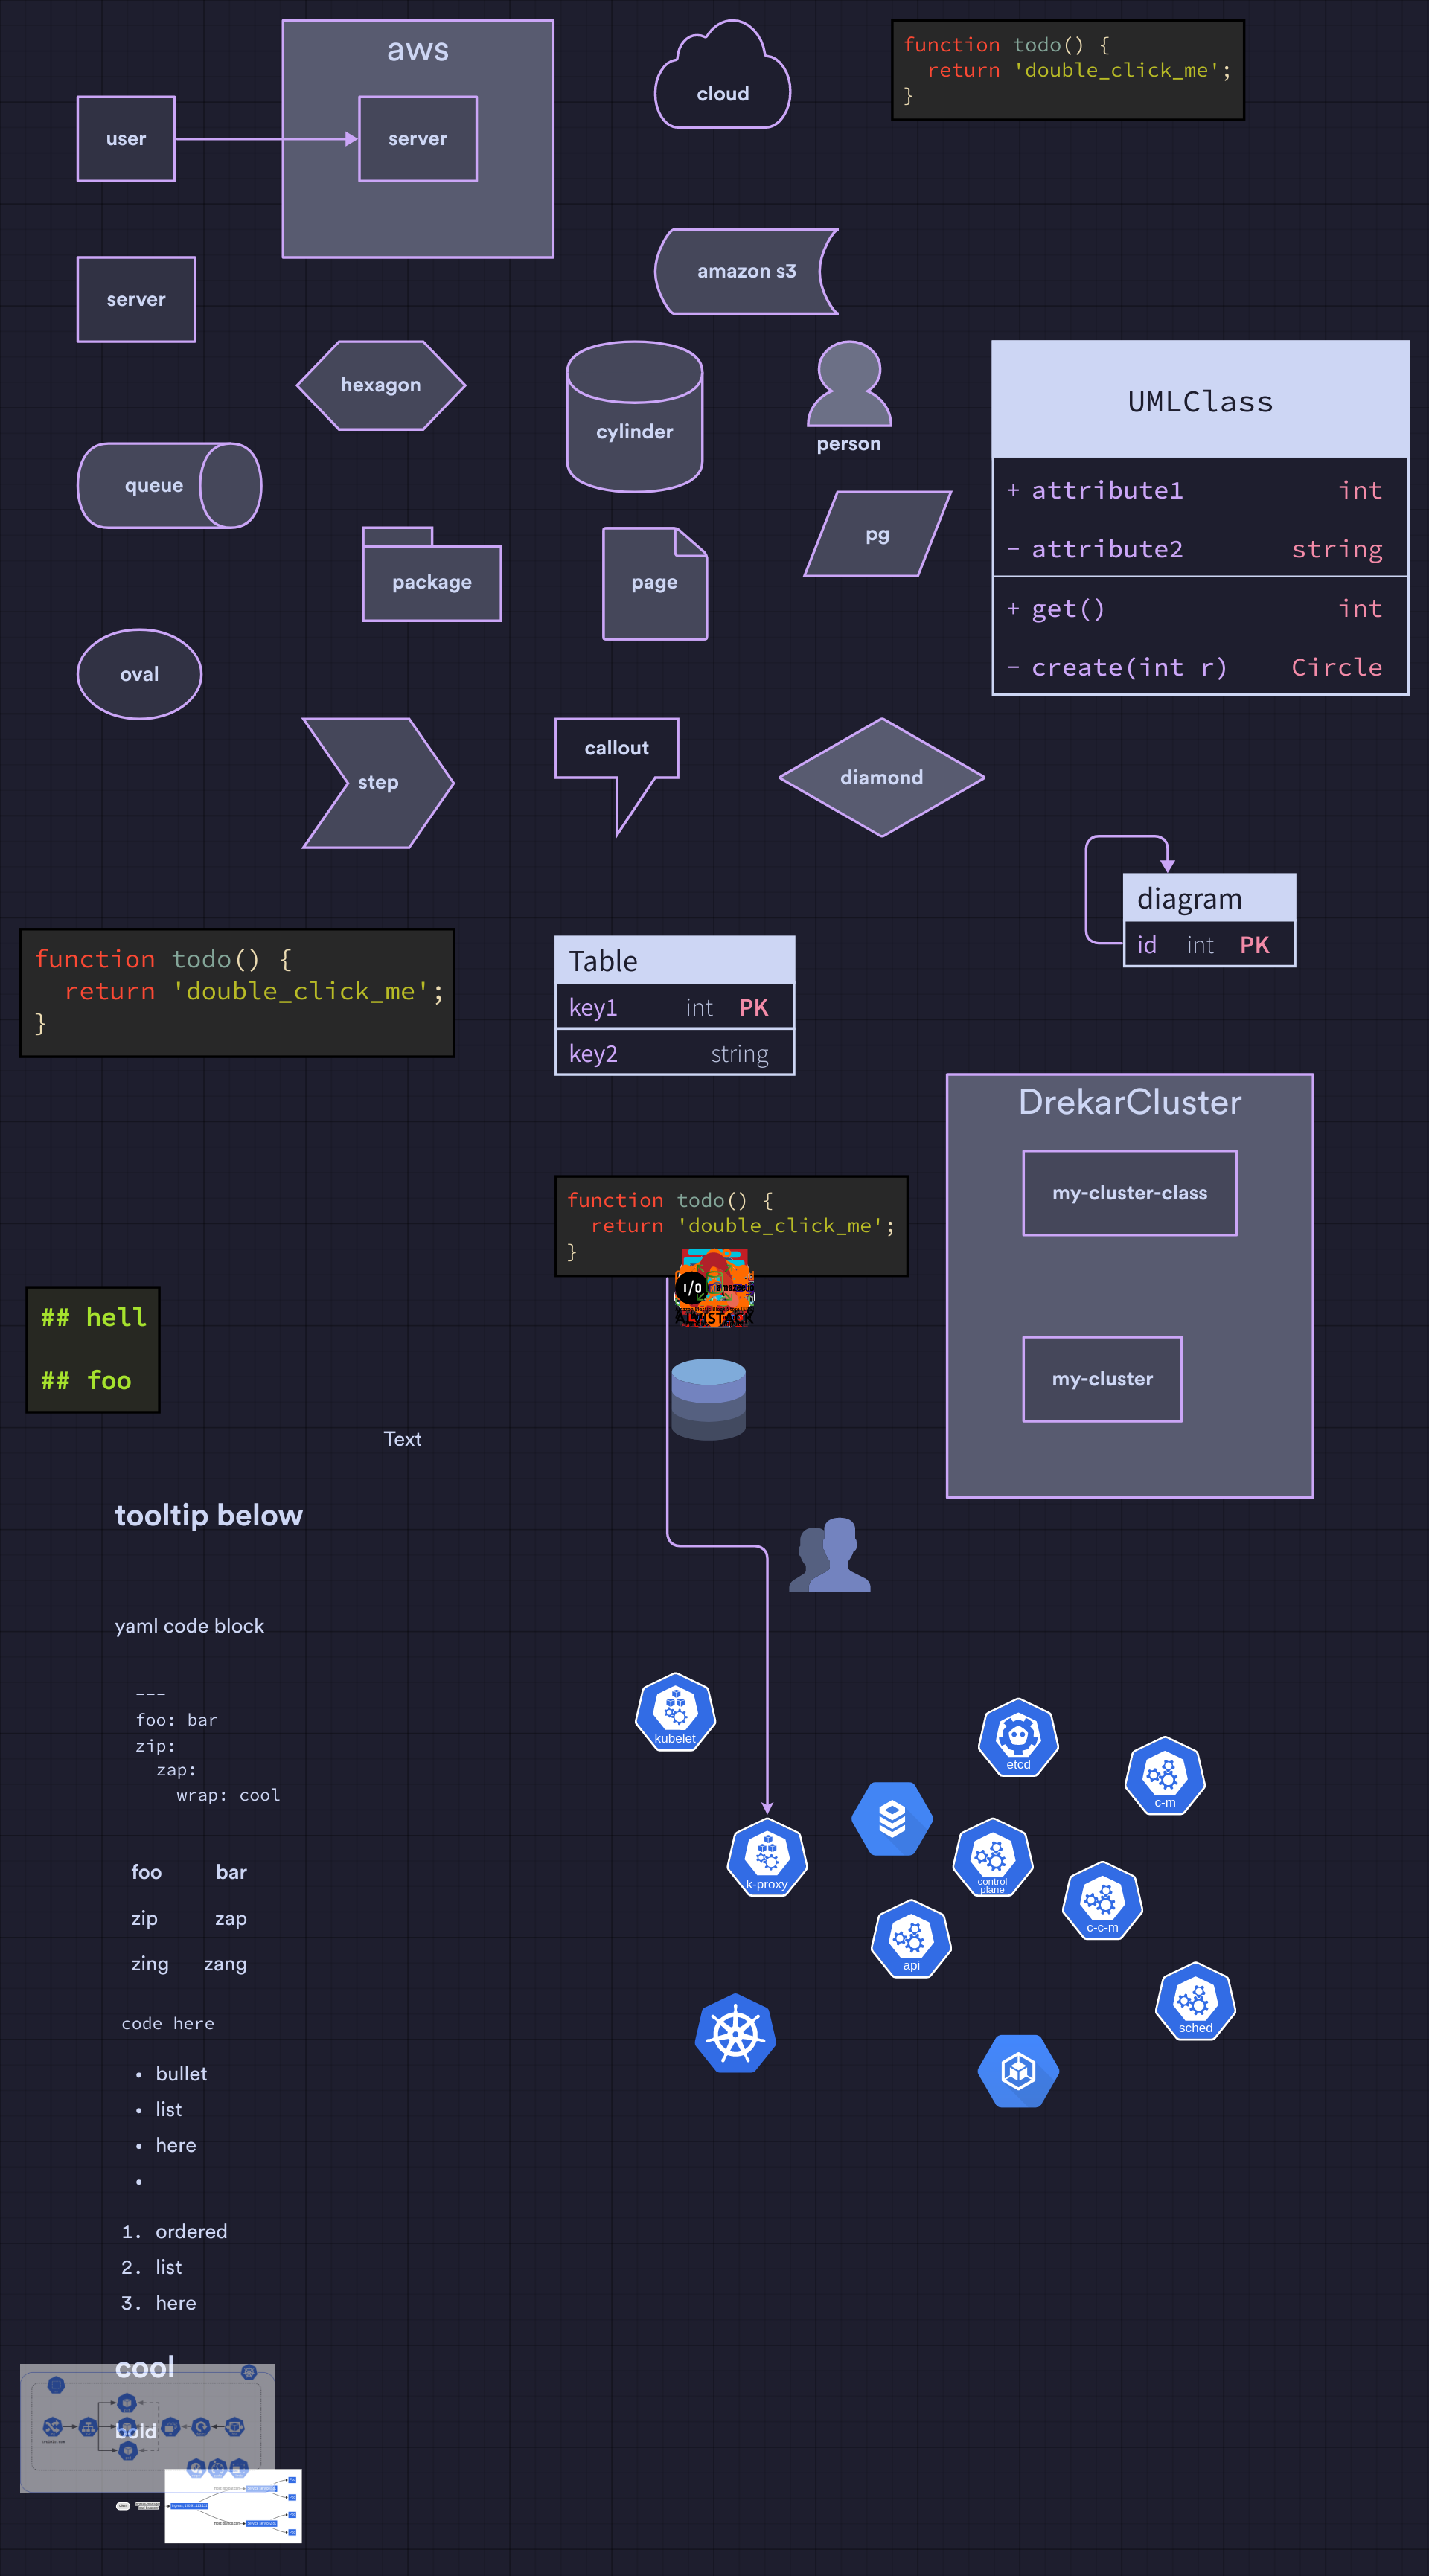 aws
cloud
function todo() {
  return 'double_click_me';
}
user
server
server
amazon s3
hexagon
cylinder
person
UMLClass
+ attribute1 int
- attribute2 string
+ get() int
- create(int r) Circle
queue
package
page
pg
oval
step
callout
diamond
diagram
id int PK
function todo() {
  return 'double_click_me';
}
Table
key1 int PK
key2 string
DrekarCluster
my-cluster-class
my-cluster
function todo() {
  return 'double_click_me';
}
I/O
ALVISTACK
## hell
## foo
Text
tooltip below
yaml code block
---
foo: bar
zip:
  zap:
    wrap: cool
kubelet
etcd
c-m
k-proxy
control
plane
c-c-m
api
sched
foo bar
zip zap
zing zang
code here
• bullet
• list
• here
•
1. ordered
2. list
3. here
cool
bold